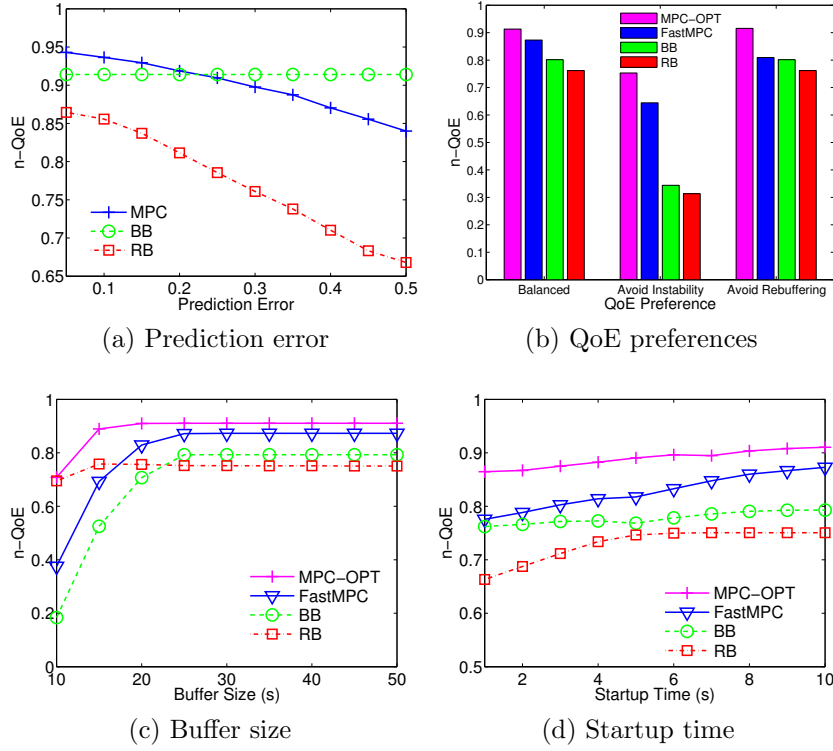 1
0.95
0.9
0.85
0.8
0.75
0.7
0.65
n-QoE
MPC
BB
RB
0.1 0.2 0.3 0.4 0.5
Prediction Error
(a) Prediction error
1
0.9
0.8
0.7
0.6
0.5
0.4
0.3
0.2
0.1
0
n-QoE
MPC-OPT
FastMPC
BB
RB
Balanced Avoid Instability Avoid Rebuffering
QoE Preference
(b) QoE preferences
1
0.8
0.6
0.4
0.2
0
n-QoE
MPC-OPT
FastMPC
BB
RB
10 20 30 40 50
Buffer Size (s)
(c) Buffer size
1
0.9
0.8
0.7
0.6
0.5
n-QoE
MPC-OPT
FastMPC
BB
RB
2 4 6 8 10
Startup Time (s)
(d) Startup time